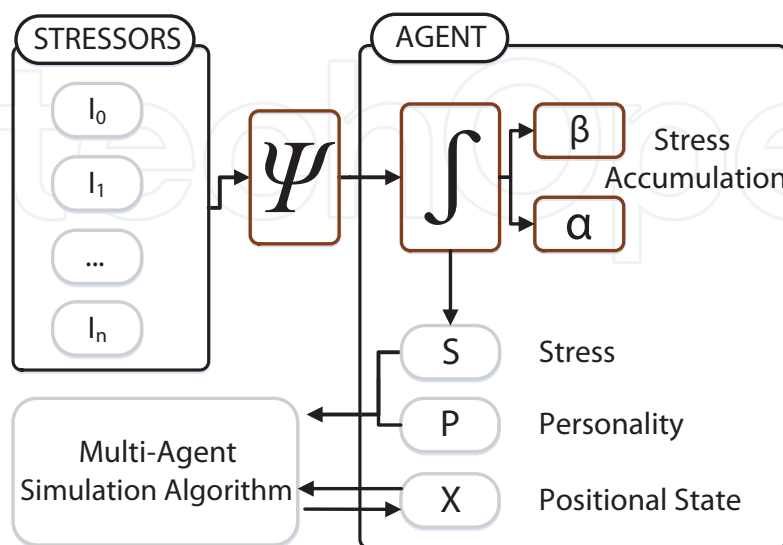 STRESSORS
I0
I1
...
In
Ψ
AGENT
∫
β
α
Stress
Accumulation
S
Stress
P
Personality
X
Positional State
Multi-Agent
Simulation Algorithm